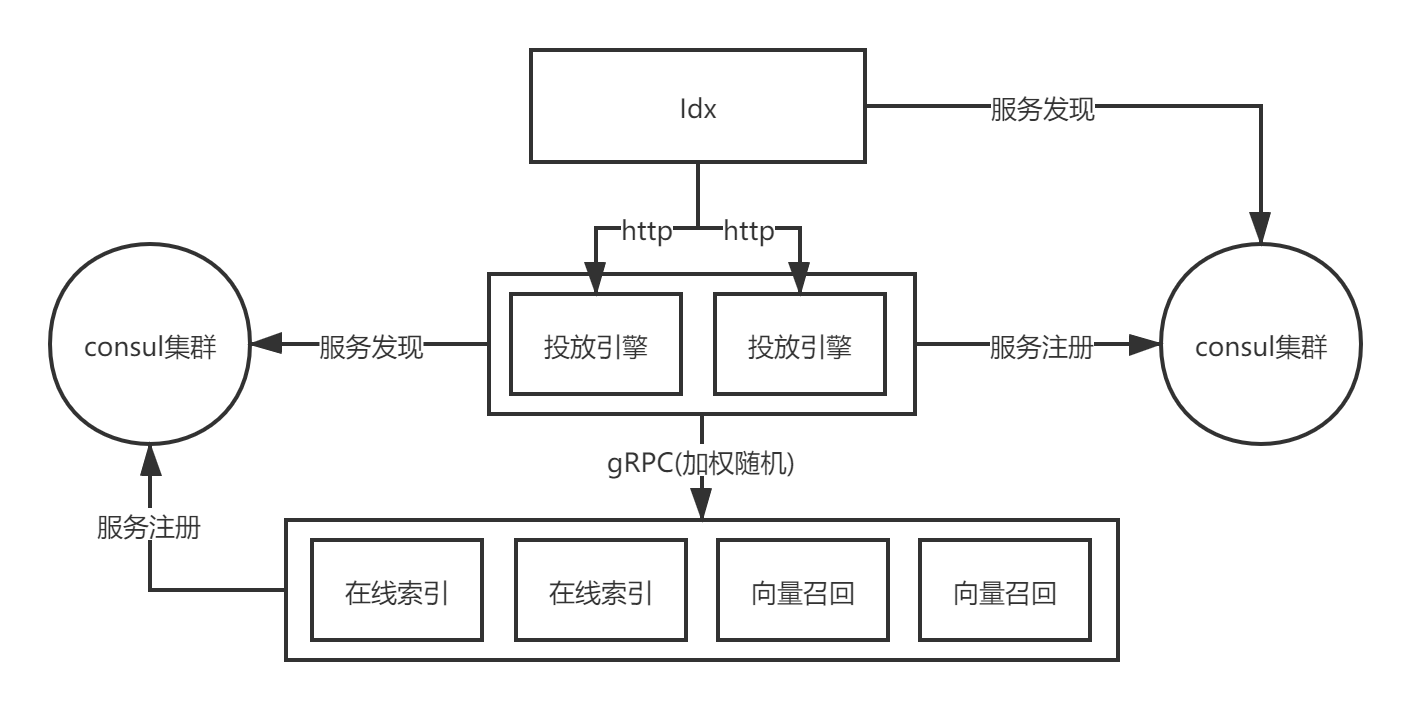 Idx
服务发现
http
http
consul集群
服务发现
投放引擎
投放引擎
服务注册
consul集群
gRPC(加权随机)
服务注册
在线索引
在线索引
向量召回
向量召回